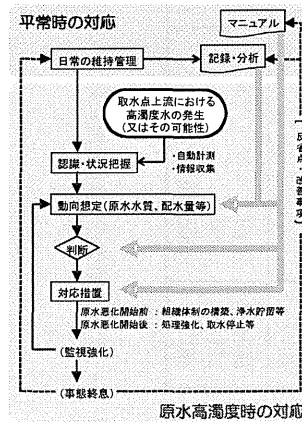 平常時の対応
マニュアル
日常の維持管理
記録・分析
取水点上流における
高濁度水の発生
(又はその可能性)
・自動計測
・情報収集
認識・状況把握
[反省点・改善事項]
動向想定(原水水質、配水量等)
判断
対応措置
原水悪化開始前 : 組織体制の構築、浄水貯留等
原水悪化開始後 : 処理強化、取水停止等
(監視強化)
(事態終息)
原水高濁度時の対応